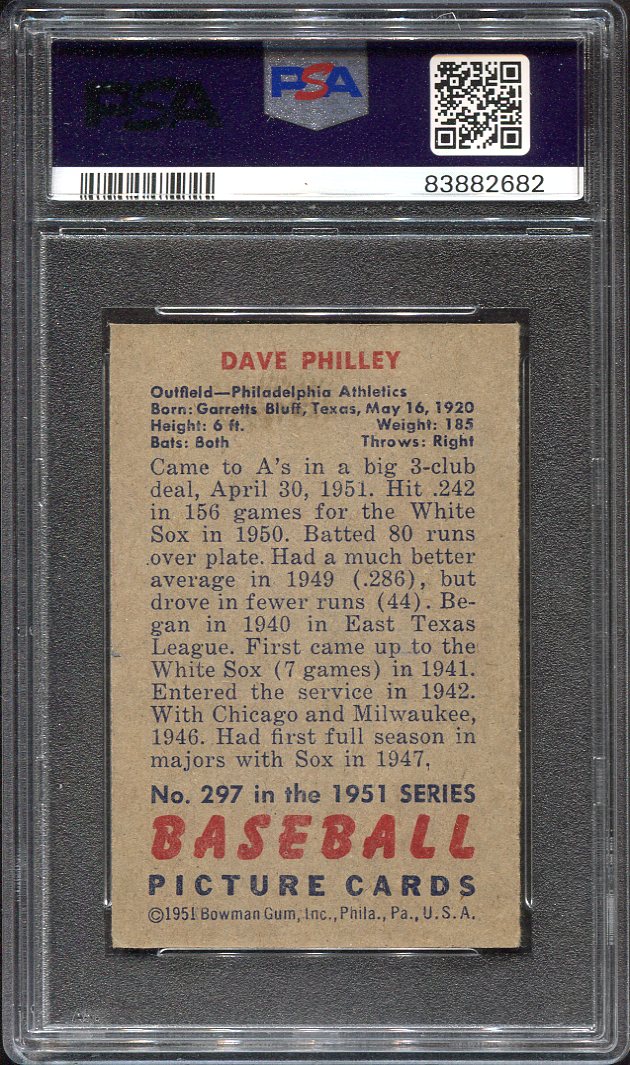 PSA
PSA
83882682
DAVE PHILLEY
Outfield—Philadelphia Athletics
Born: Garretts Bluff, Texas, May 16, 1920
Height: 6 ft. Weight: 185
Bats: Both Throws: Right
Came to A's in a big 3-club
deal, April 30, 1951. Hit .242
in 156 games for the White
Sox in 1950. Batted 80 runs
over plate. Had a much better
average in 1949 (.286), but
drove in fewer runs (44). Be-
gan in 1940 in East Texas
League. First came up to the
White Sox (7 games) in 1941.
Entered the service in 1942.
With Chicago and Milwaukee,
1946. Had first full season in
majors with Sox in 1947,
No. 297 in the 1951 SERIES
BASEBALL
PICTURE CARDS
©1951 Bowman Gum, Inc., Phila., Pa., U.S.A.